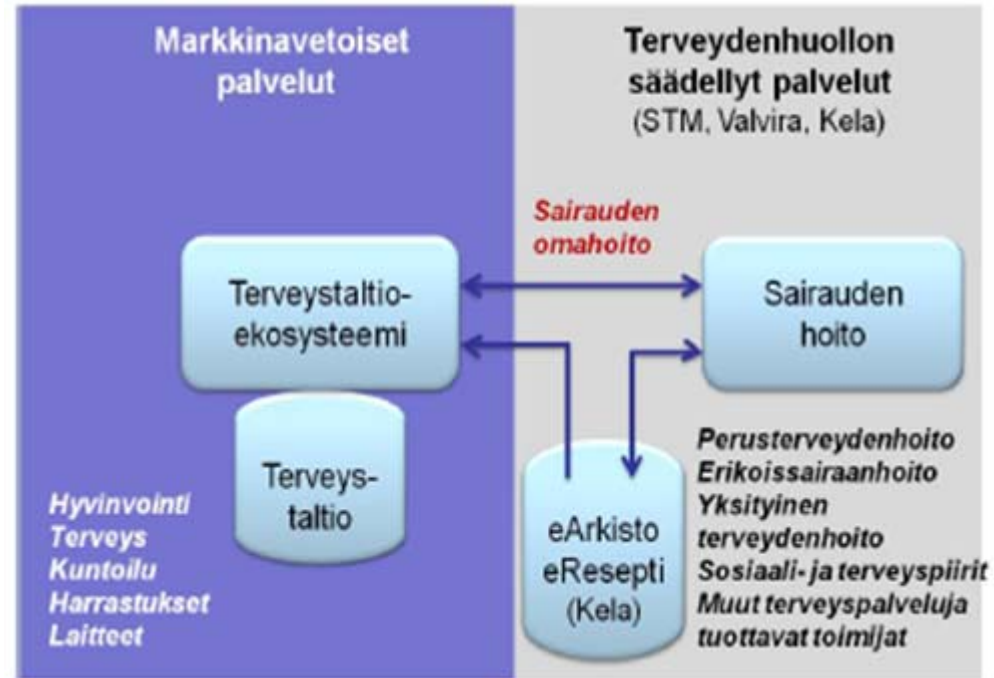 Markkinavetoiset
palvelut
Terveydenhuollon
säädellyt palvelut
(STM, Valvira, Kela)
Sairauden
omahoito
Terveystaltio-
ekosysteemi
Sairauden
hoito
Terveys-
taltio
Hyvinvointi
Terveys
Kuntoilu
Harrastukset
Laitteet
eArkisto
eResepti
(Kela)
Perusterveydenhoito
Erikoissairaanhoito
Yksityinen
terveydenhoito
Sosiaali- ja terveyspiirit
Muut terveyspalveluja
tuottavat toimijat